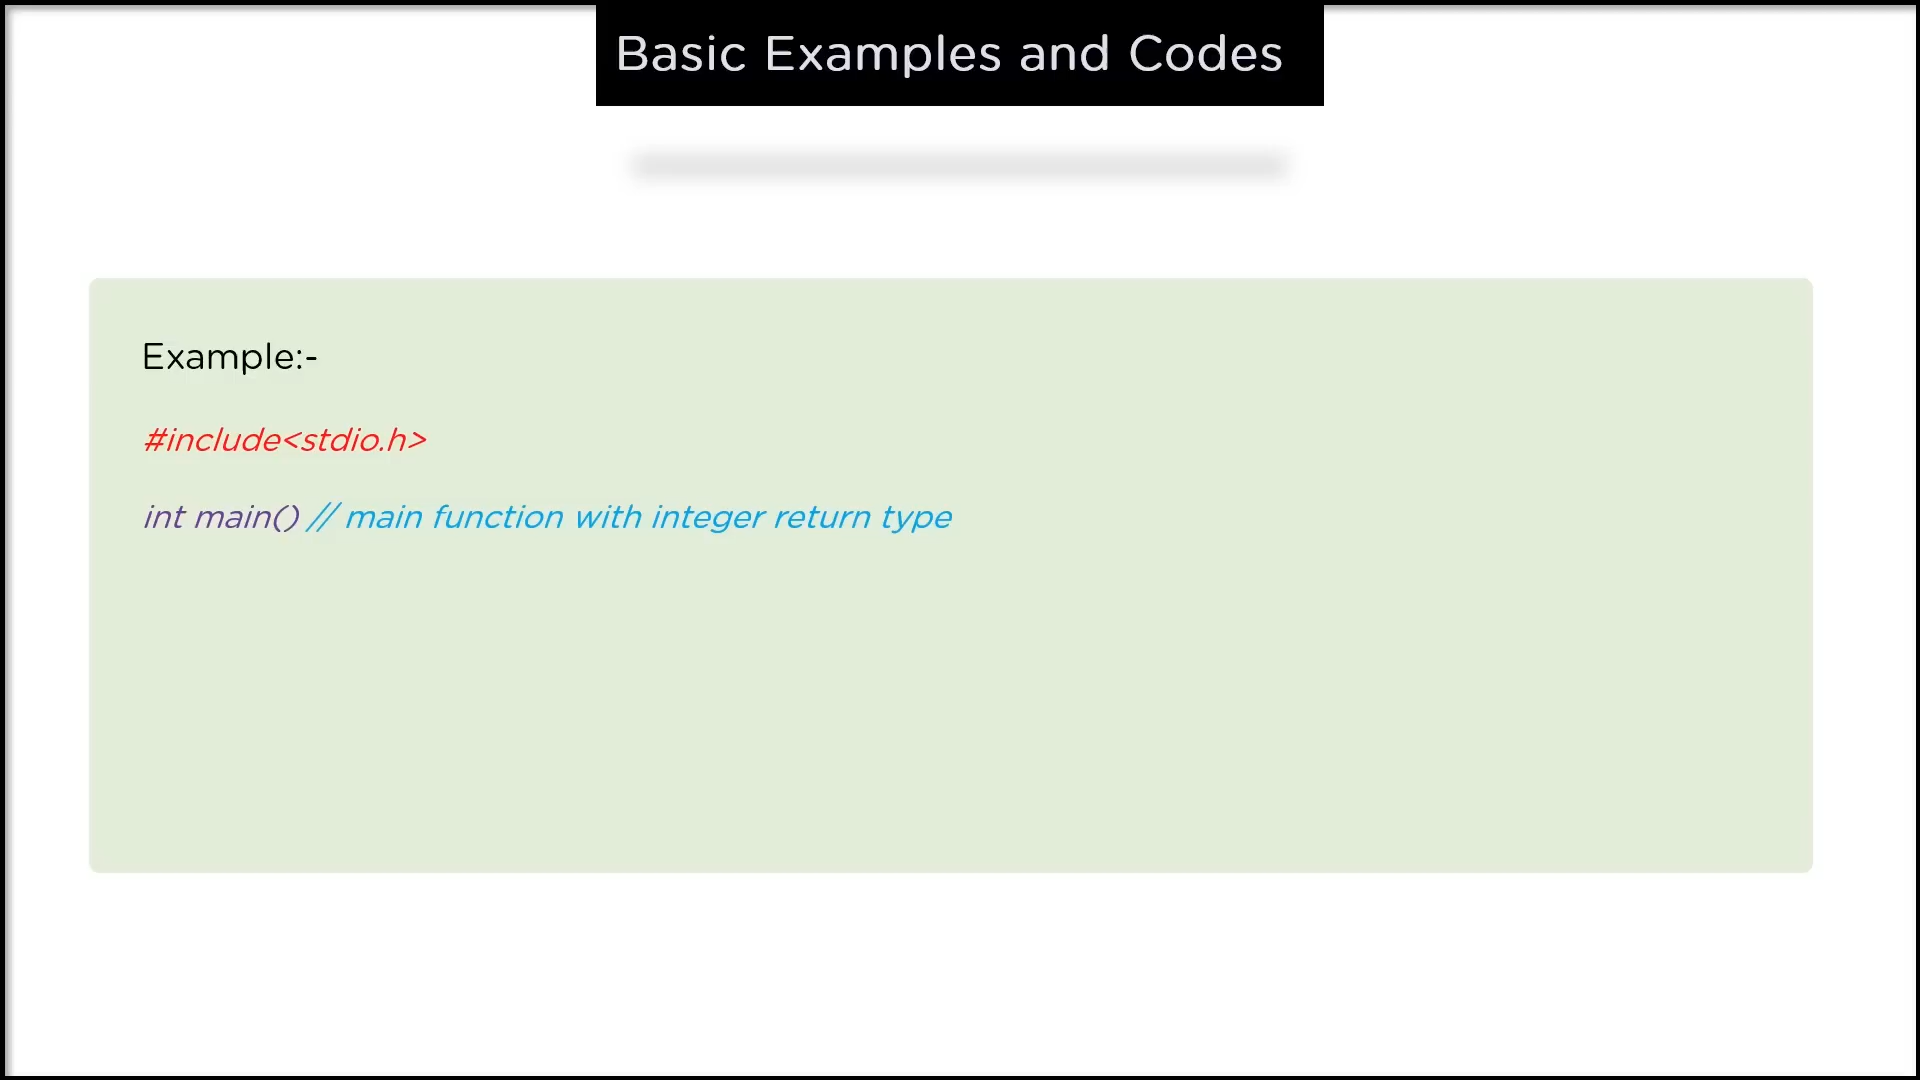 Basic Examples and Codes
Example:-
#include<stdio.h>
int main() // main function with integer return type